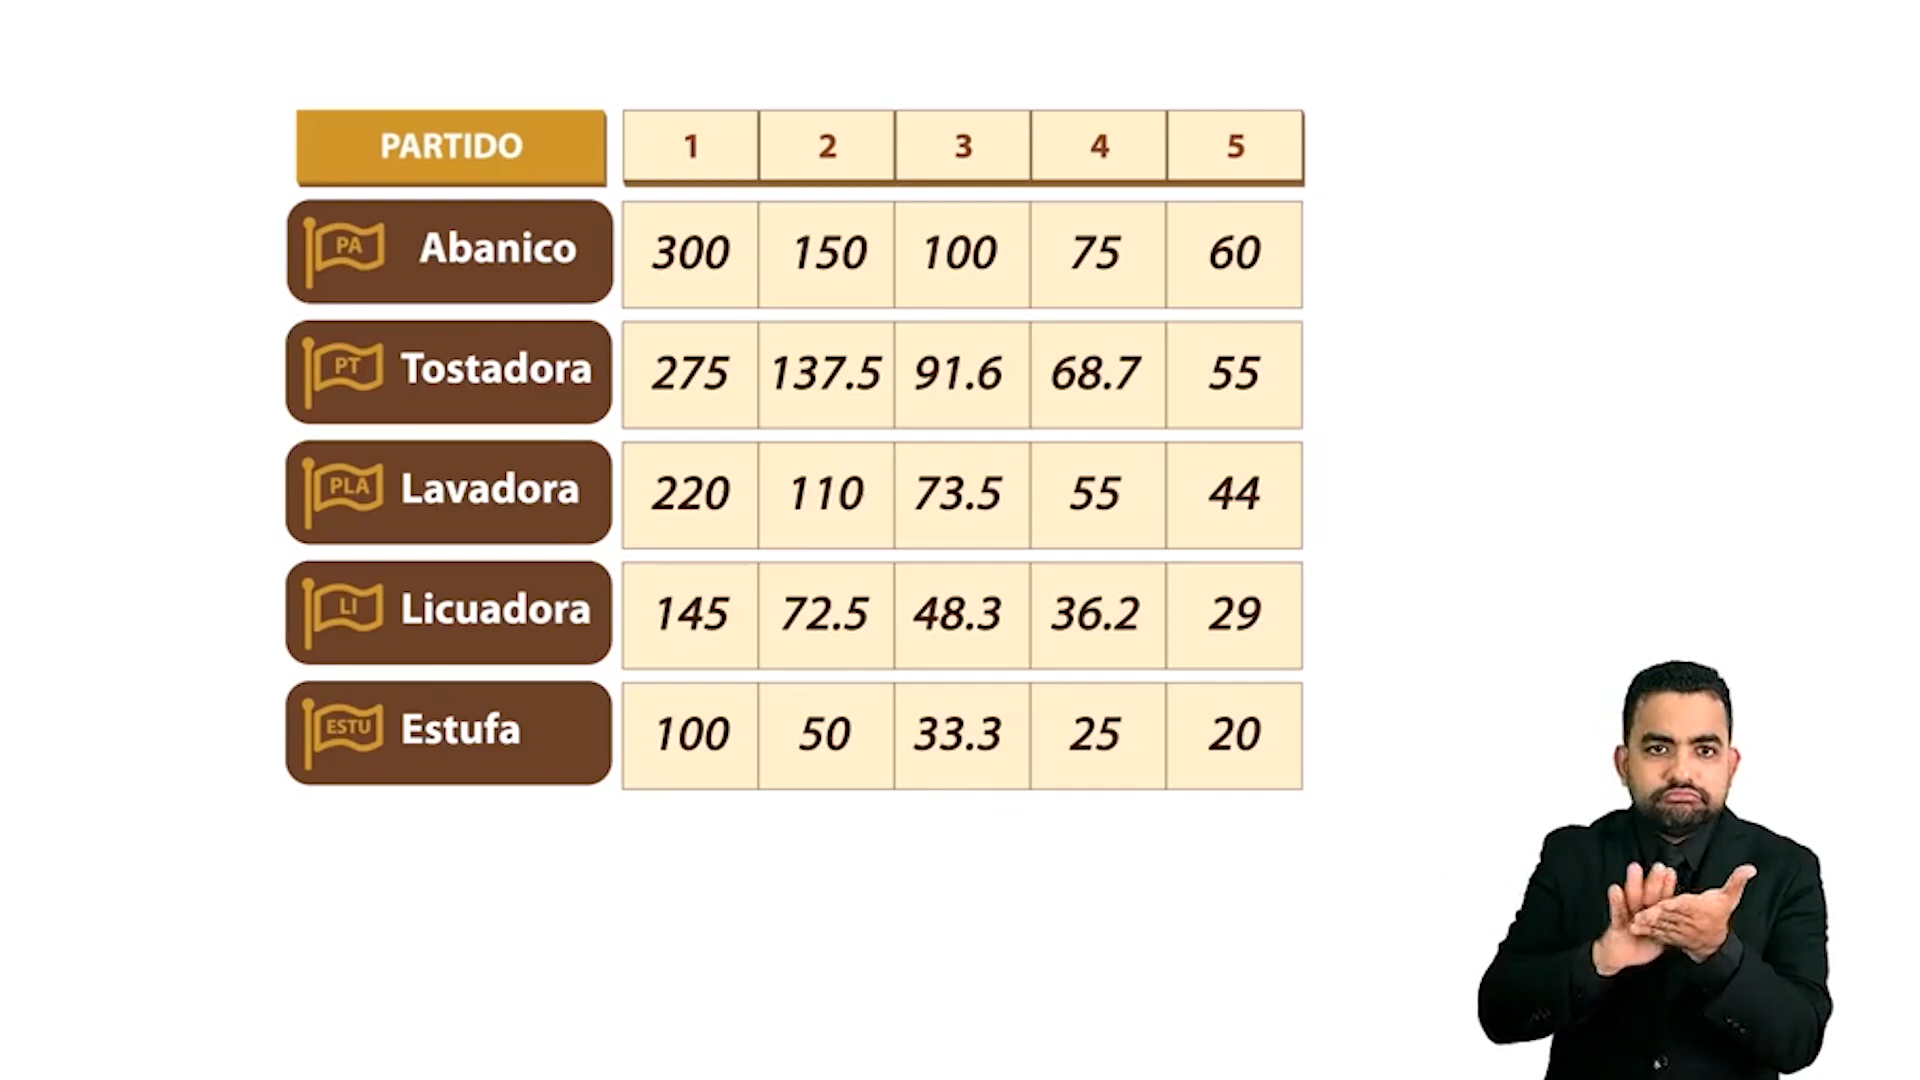 PARTIDO 1 2 3 4 5
PA Abanico 300 150 100 75 60
PT Tostadora 275 137.5 91.6 68.7 55
PLA Lavadora 220 110 73.5 55 44
LI Licuadora 145 72.5 48.3 36.2 29
ESTU Estufa 100 50 33.3 25 20